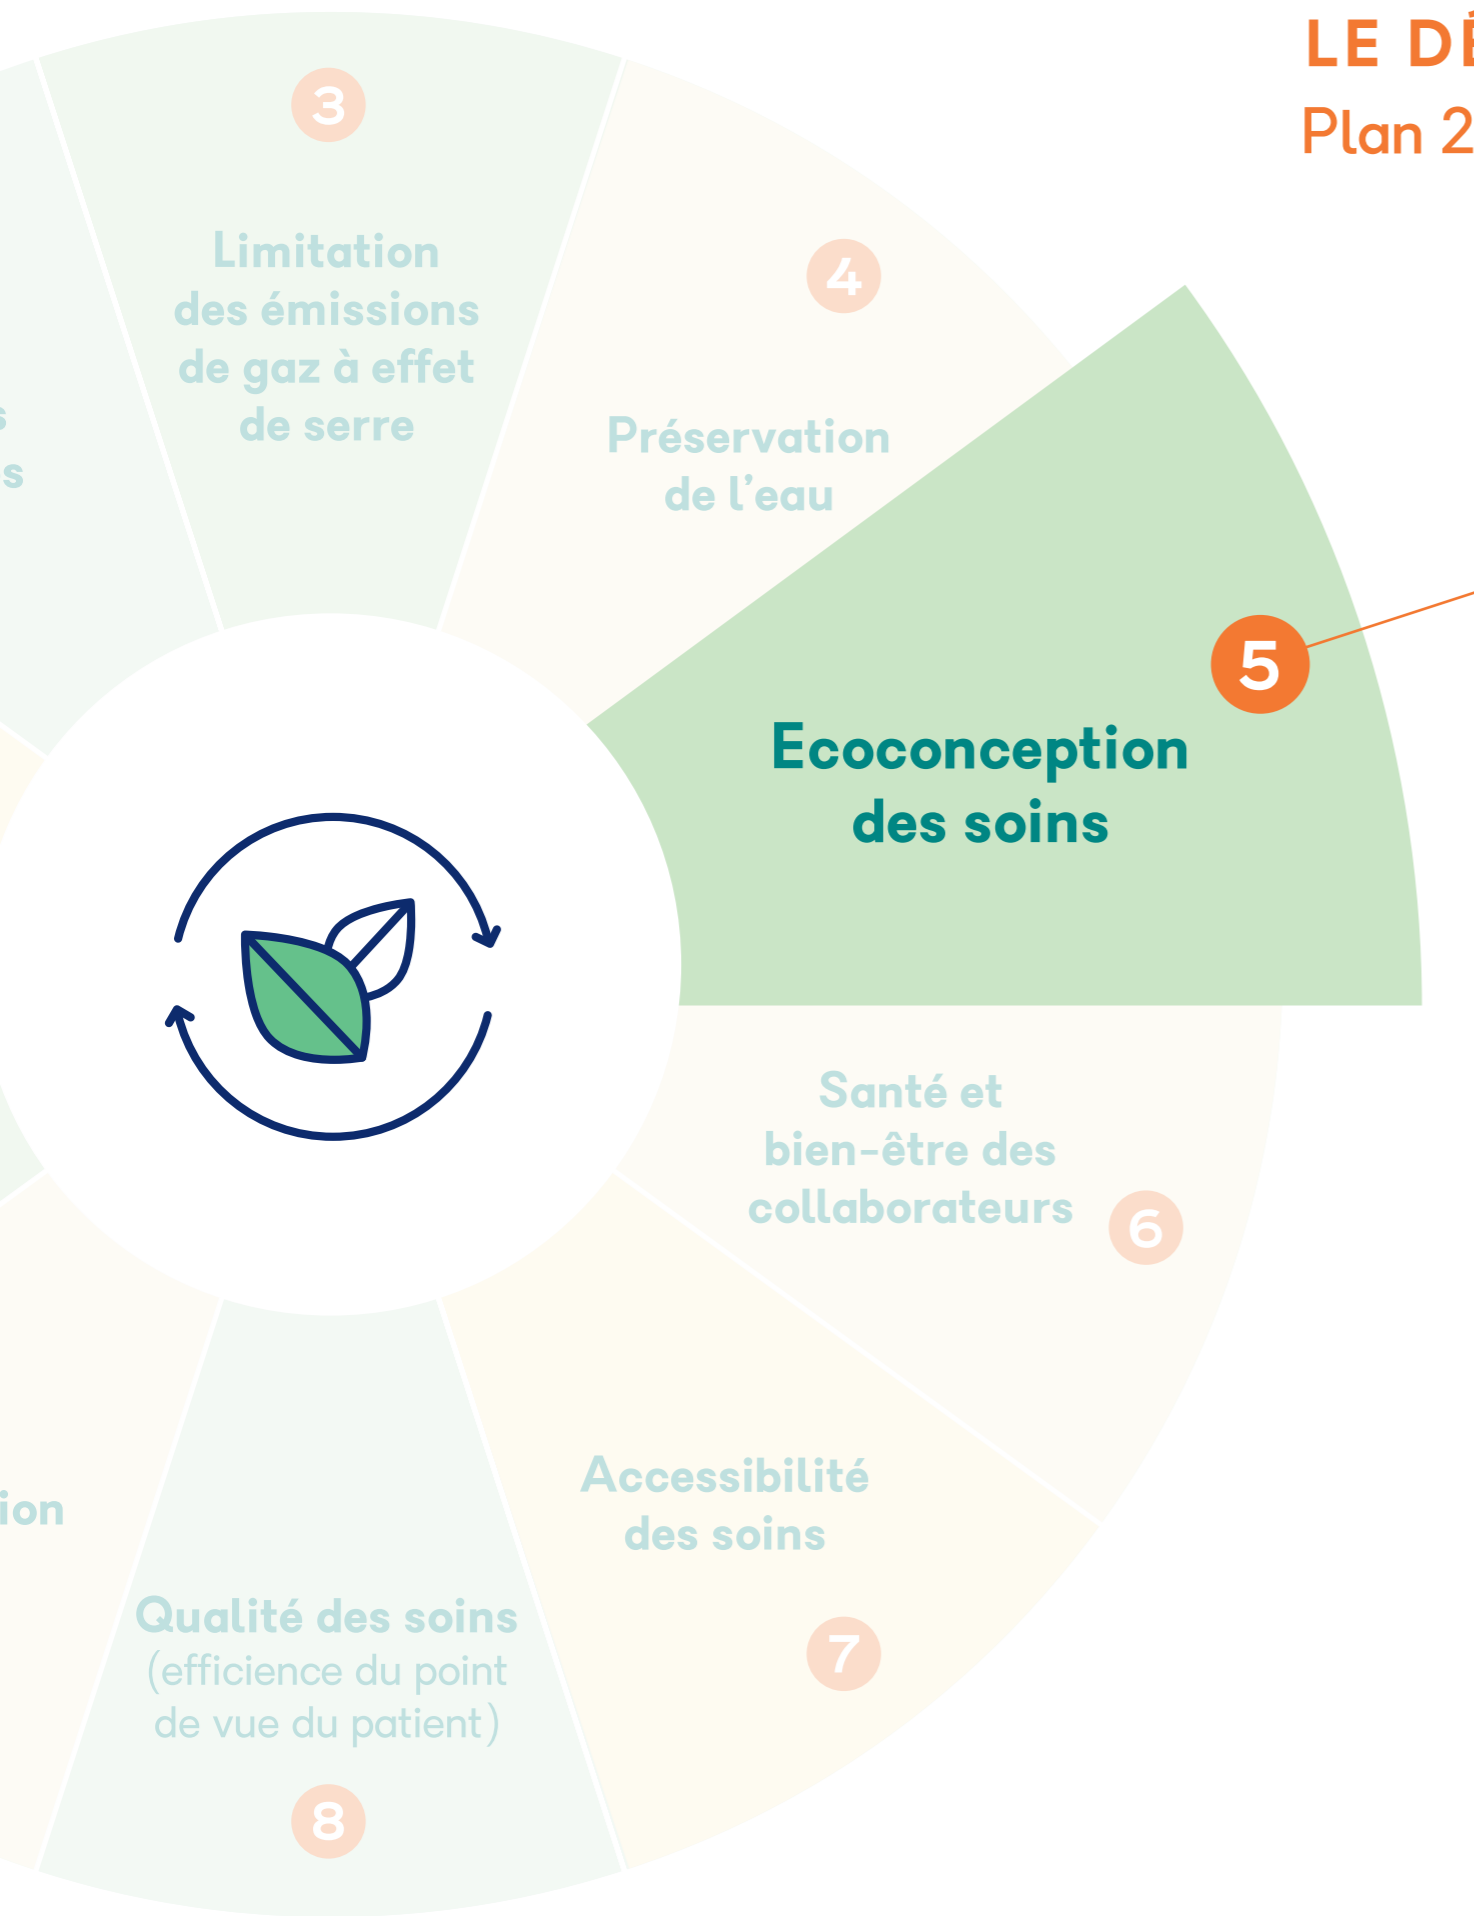 LE DÉ
Plan 2
3
Limitation
des émissions
de gaz à effet
de serre
4
Préservation
de l’eau
5
Ecoconception
des soins
Santé et
bien-être des
collaborateurs
6
Accessibilité
des soins
7
Qualité des soins
(efficience du point
de vue du patient)
8
s
s
ion